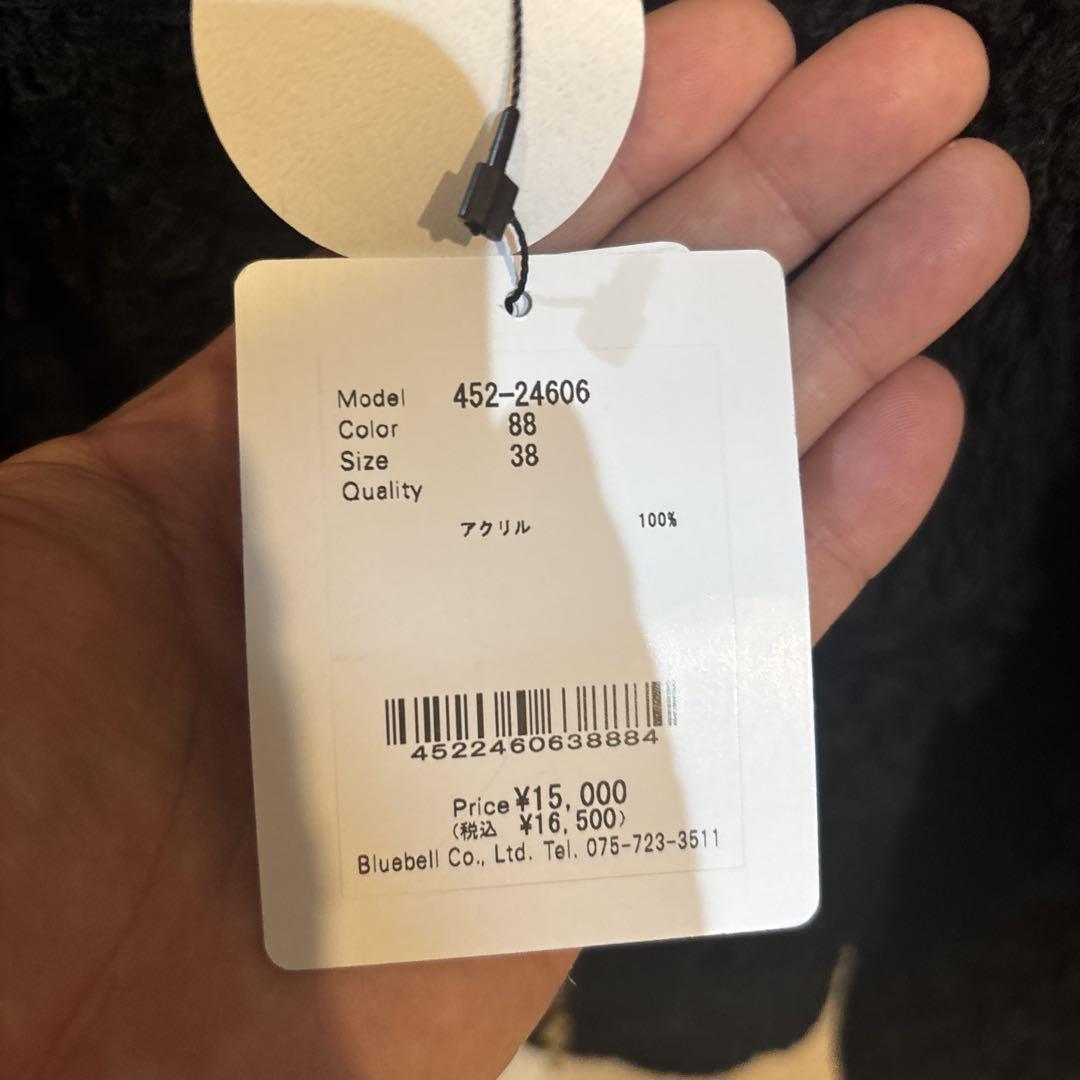 Model 452-24606
Color 88
Size 38
Quality
アクリル 100%
4522460638884
Price ¥15,000
(税込 ¥16,500)
Bluebell Co., Ltd. Tel. 075-723-3511